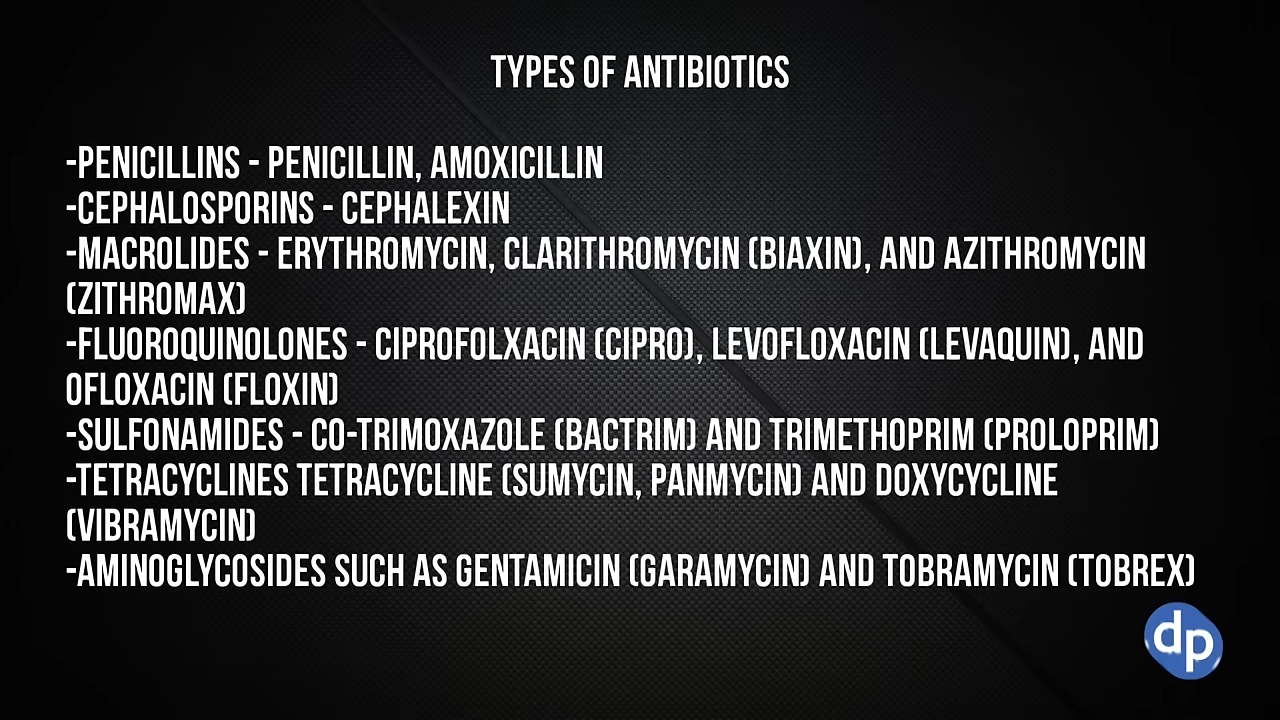 TYPES OF ANTIBIOTICS
-PENICILLINS - PENICILLIN, AMOXICILLIN
-CEPHALOSPORINS - CEPHALEXIN
-MACROLIDES - ERYTHROMYCIN, CLARITHROMYCIN (BIAXIN), AND AZITHROMYCIN
(ZITHROMAX)
-FLUOROQUINOLONES - CIPROFOLXACIN (CIPRO), LEVOFLOXACIN (LEVAQUIN), AND
OFLOXACIN (FLOXIN)
-SULFONAMIDES - CO-TRIMOXAZOLE (BACTRIM) AND TRIMETHOPRIM (PROLOPRIM)
-TETRACYCLINES TETRACYCLINE (SUMYCIN, PANMYCIN) AND DOXYCYCLINE
(VIBRAMYCIN)
-AMINOGLYCOSIDES SUCH AS GENTAMICIN (GARAMYCIN) AND TOBRAMYCIN (TOBREX)
dp